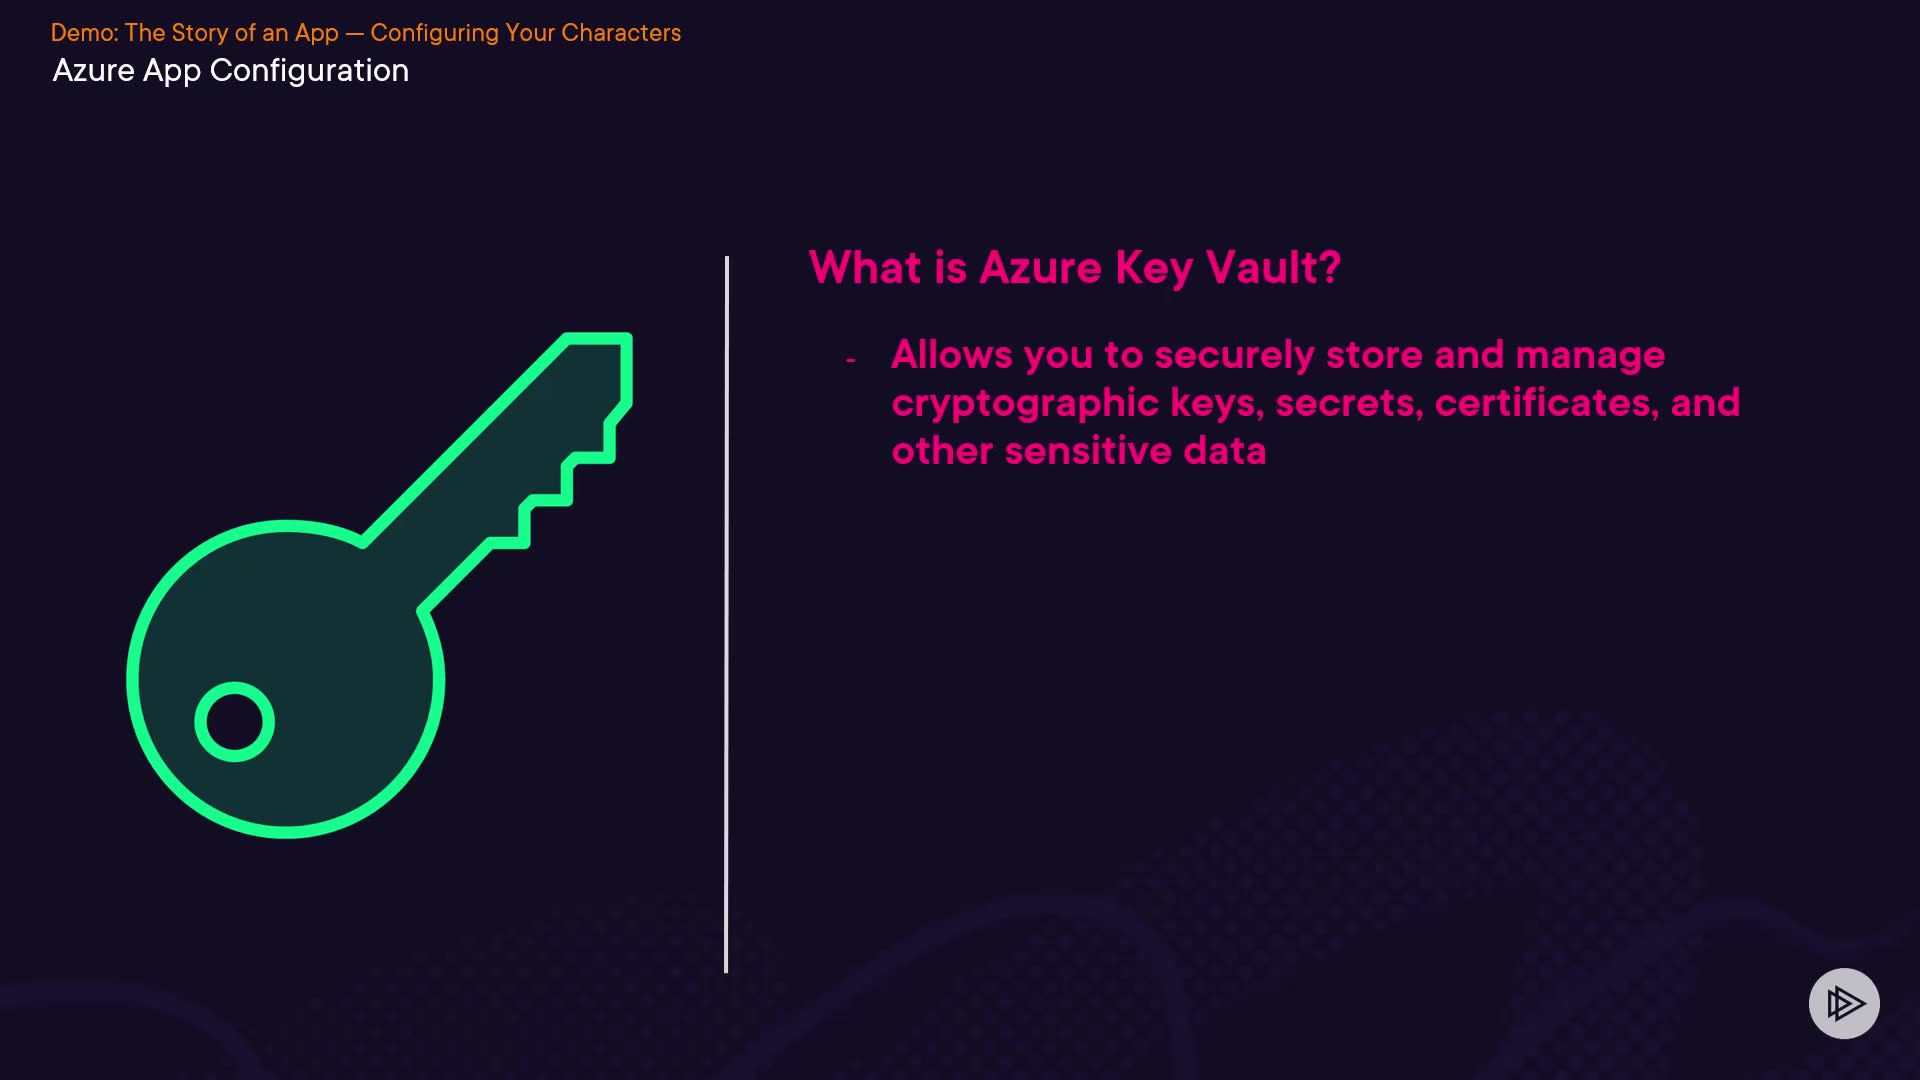 Demo: The Story of an App — Configuring Your Characters
Azure App Configuration
What is Azure Key Vault?
- Allows you to securely store and manage
cryptographic keys, secrets, certificates, and
other sensitive data